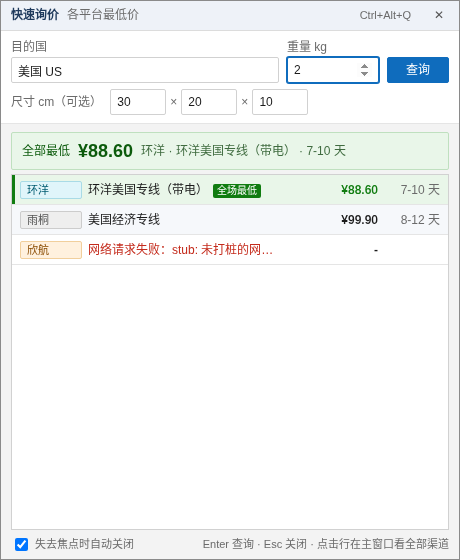 快速询价 各平台最低价 Ctrl+Alt+Q ✕
目的国 重量 kg
美国 US 2 查询
尺寸 cm（可选） 30 × 20 × 10
全部最低 ¥88.60 环洋 · 环洋美国专线（带电） · 7-10 天
环洋 环洋美国专线（带电） 全场最低 ¥88.60 7-10 天
雨桐 美国经济专线 ¥99.90 8-12 天
欣航 网络请求失败：stub: 未打桩的网… -
失去焦点时自动关闭 Enter 查询 · Esc 关闭 · 点击行在主窗口看全部渠道